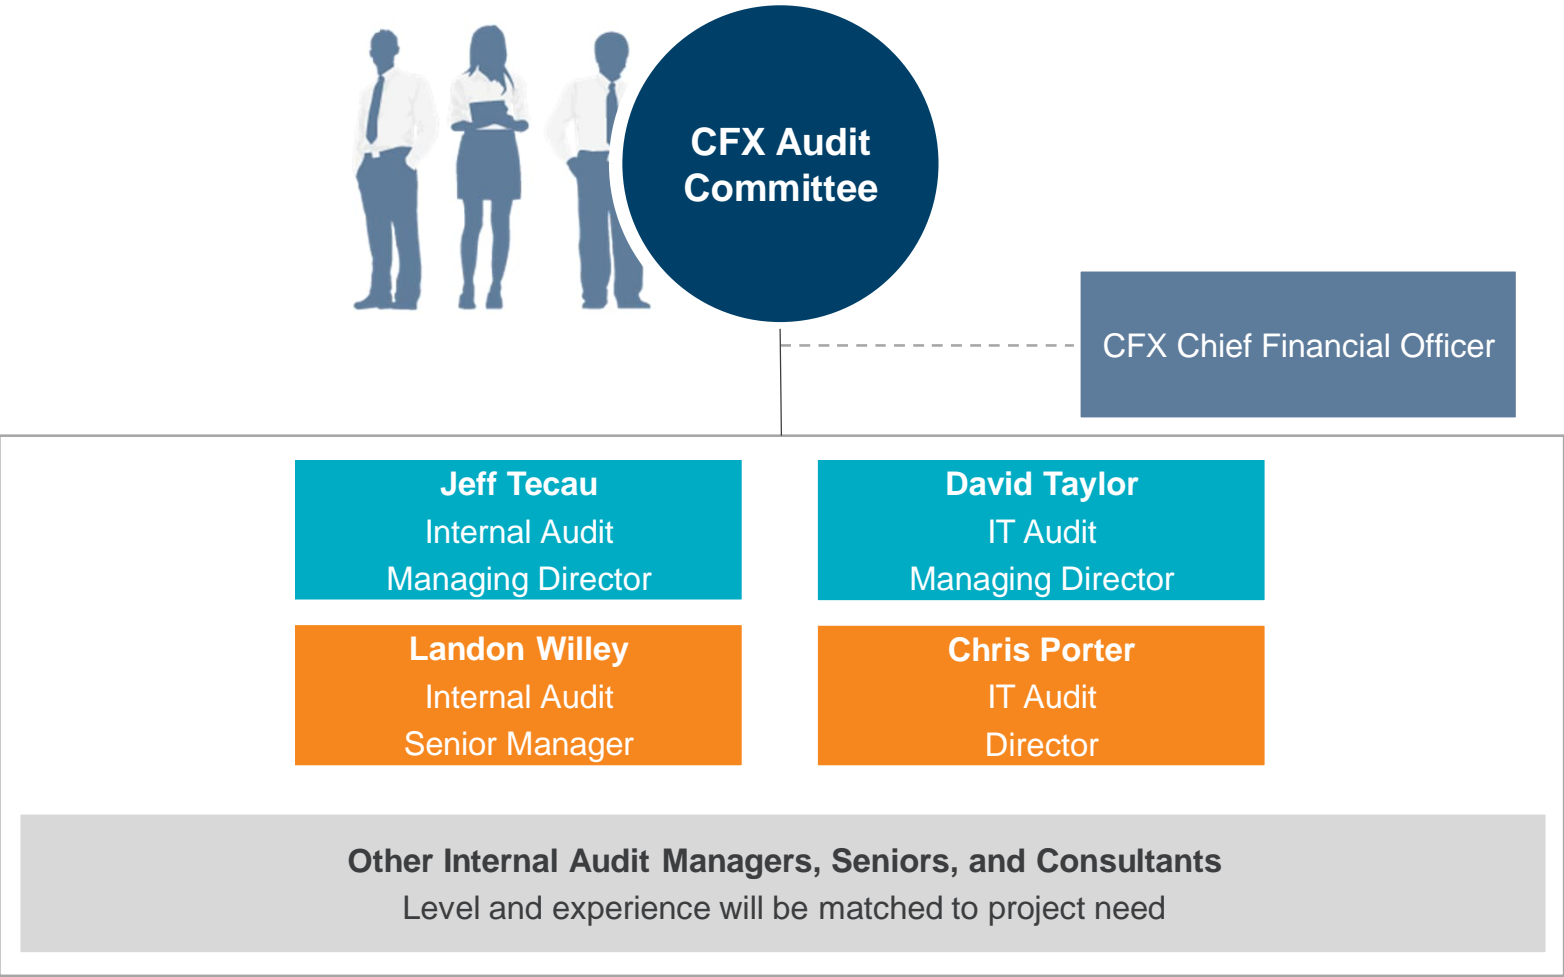 CFX Audit
Committee
CFX Chief Financial Officer
Jeff Tecau
Internal Audit
Managing Director
David Taylor
IT Audit
Managing Director
Landon Willey
Internal Audit
Senior Manager
Chris Porter
IT Audit
Director
Other Internal Audit Managers, Seniors, and Consultants
Level and experience will be matched to project need